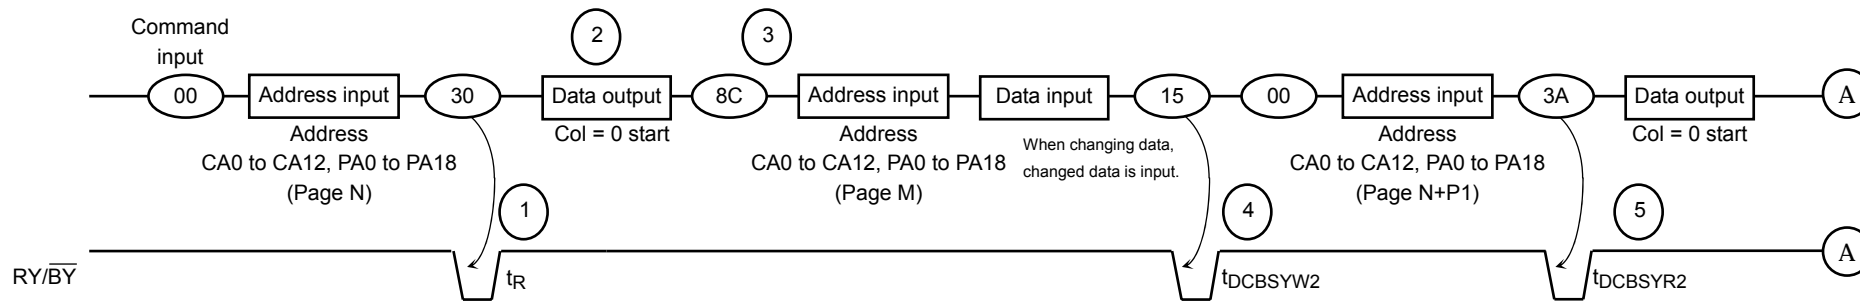 Command
input
2
3
00
Address input
30
Data output
8C
Address input
Data input
15
00
Address input
3A
Data output
A
Address
CA0 to CA12, PA0 to PA18
(Page N)
Col = 0 start
Address
CA0 to CA12, PA0 to PA18
(Page M)
When changing data,
changed data is input.
Address
CA0 to CA12, PA0 to PA18
(Page N+P1)
Col = 0 start
1
4
5
A
RY/BY
tR
tDCBSYW2
tDCBSYR2